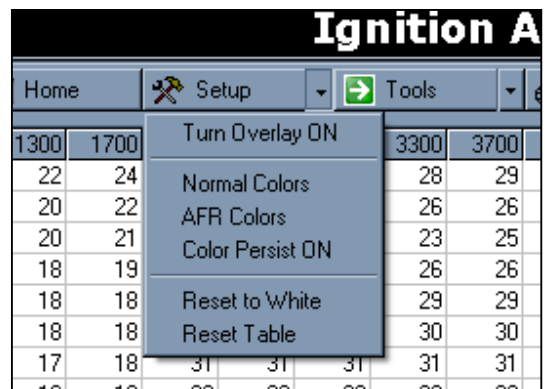 Ignition A
Home Setup Tools
1300 1700 3300 3700
Turn Overlay ON
Normal Colors
AFR Colors
Color Persist ON
Reset to White
Reset Table
22 24 28 29
20 22 26 26
20 21 23 25
18 19 26 26
18 18 29 29
18 18 30 30
17 18 31 31 31 31 31